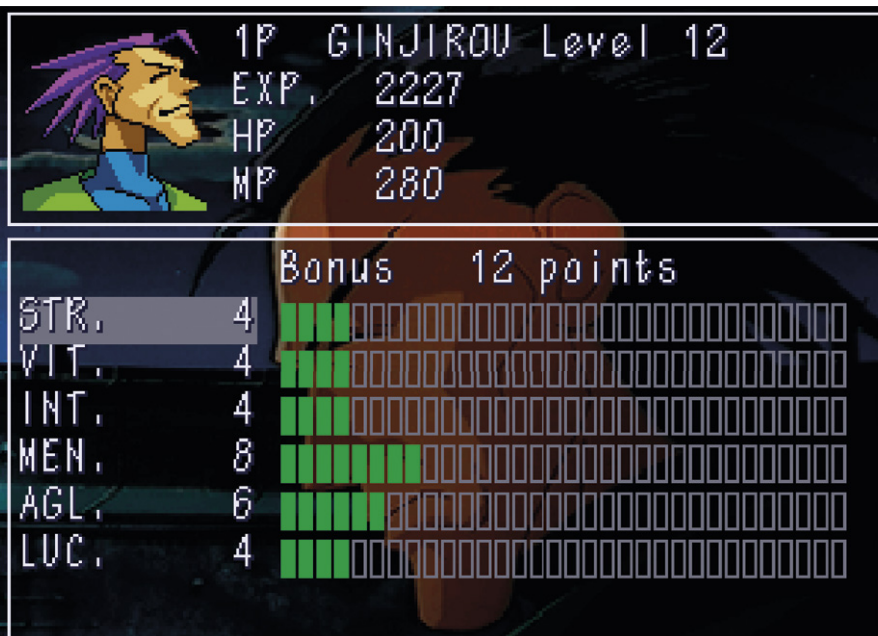 1P GINJIROU Level 12
EXP. 2227
HP 200
MP 280
Bonus 12 points
STR. 4
VIT. 4
INT. 4
MEN. 8
AGL. 6
LUC. 4